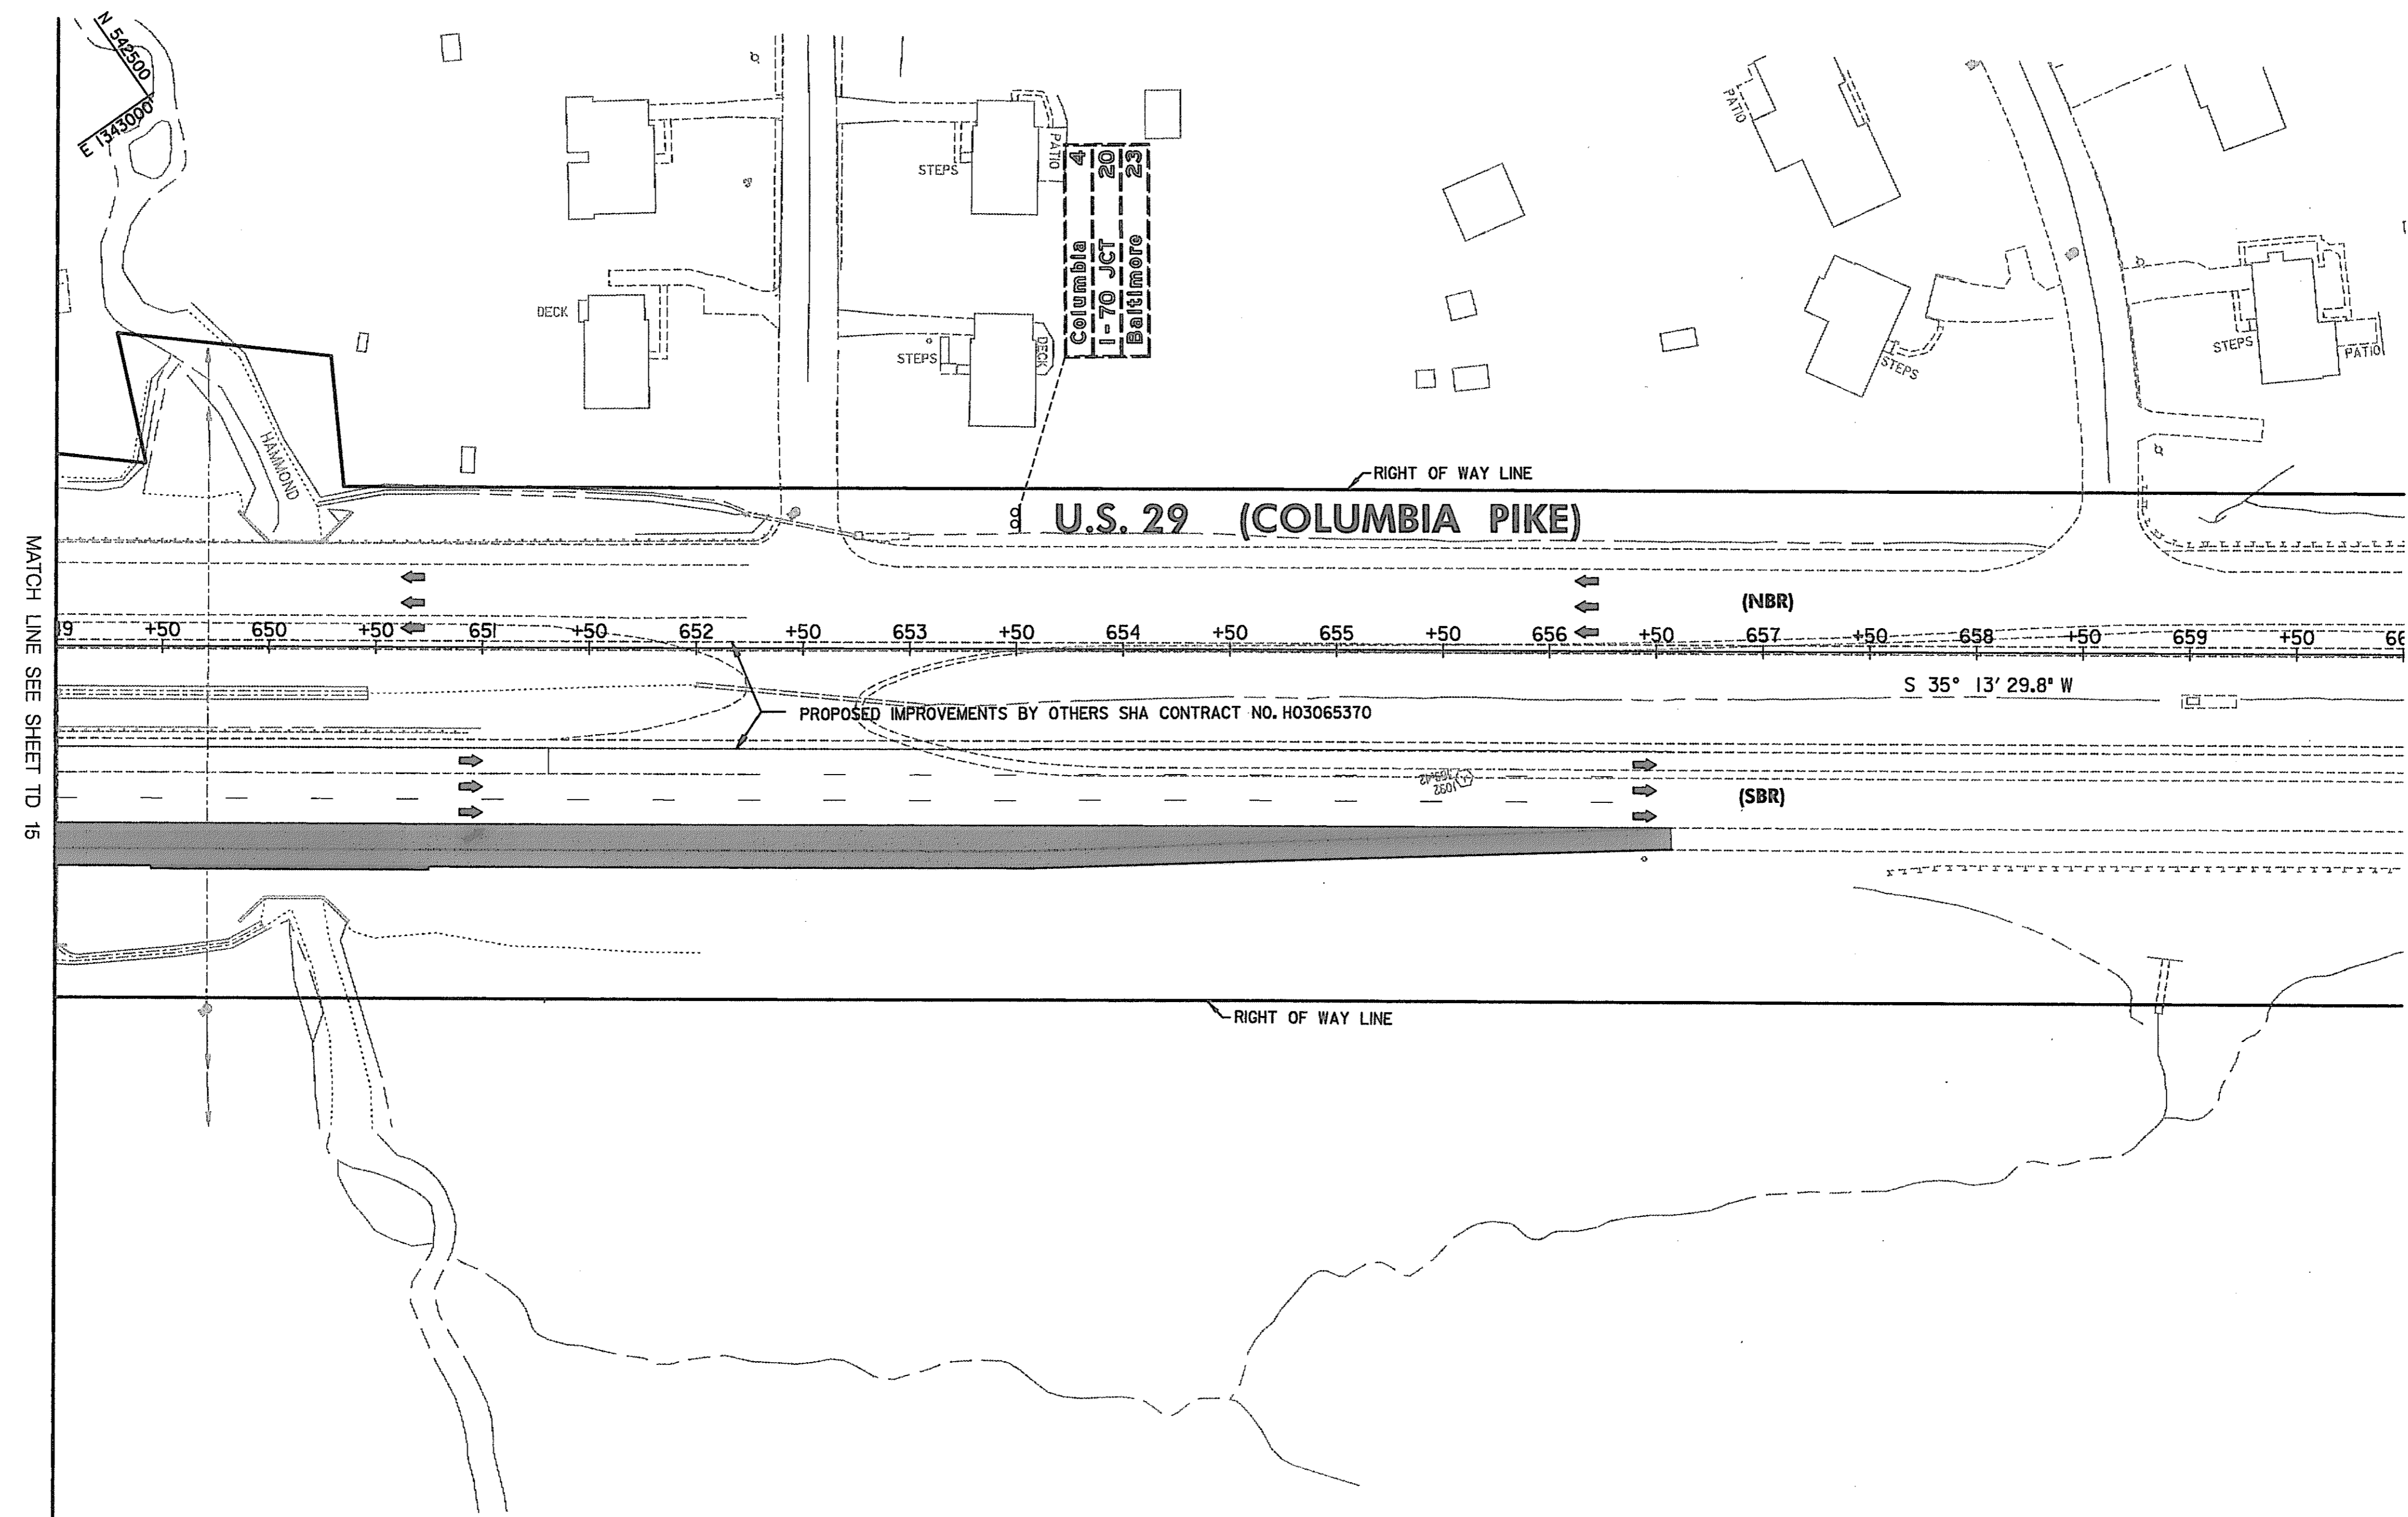 N 542500
E 1343000
PATIO
STEPS
PATIO
Columbia 4
I-70 JCT 20
Baltimore 23
DECK
STEPS
DECK
STEPS
STEPS
PATIO
HAMMOND
RIGHT OF WAY LINE
U.S. 29 (COLUMBIA PIKE)
MATCH LINE SEE SHEET TD 15
(NBR)
+50 650 +50 651 +50 652 +50 653 +50 654 +50 655 +50 656 +50 657 +50 658 +50 659 +50
S 35° 13' 29.8" W
PROPOSED IMPROVEMENTS BY OTHERS SHA CONTRACT NO. HO3065370
1032
(SBR)
RIGHT OF WAY LINE